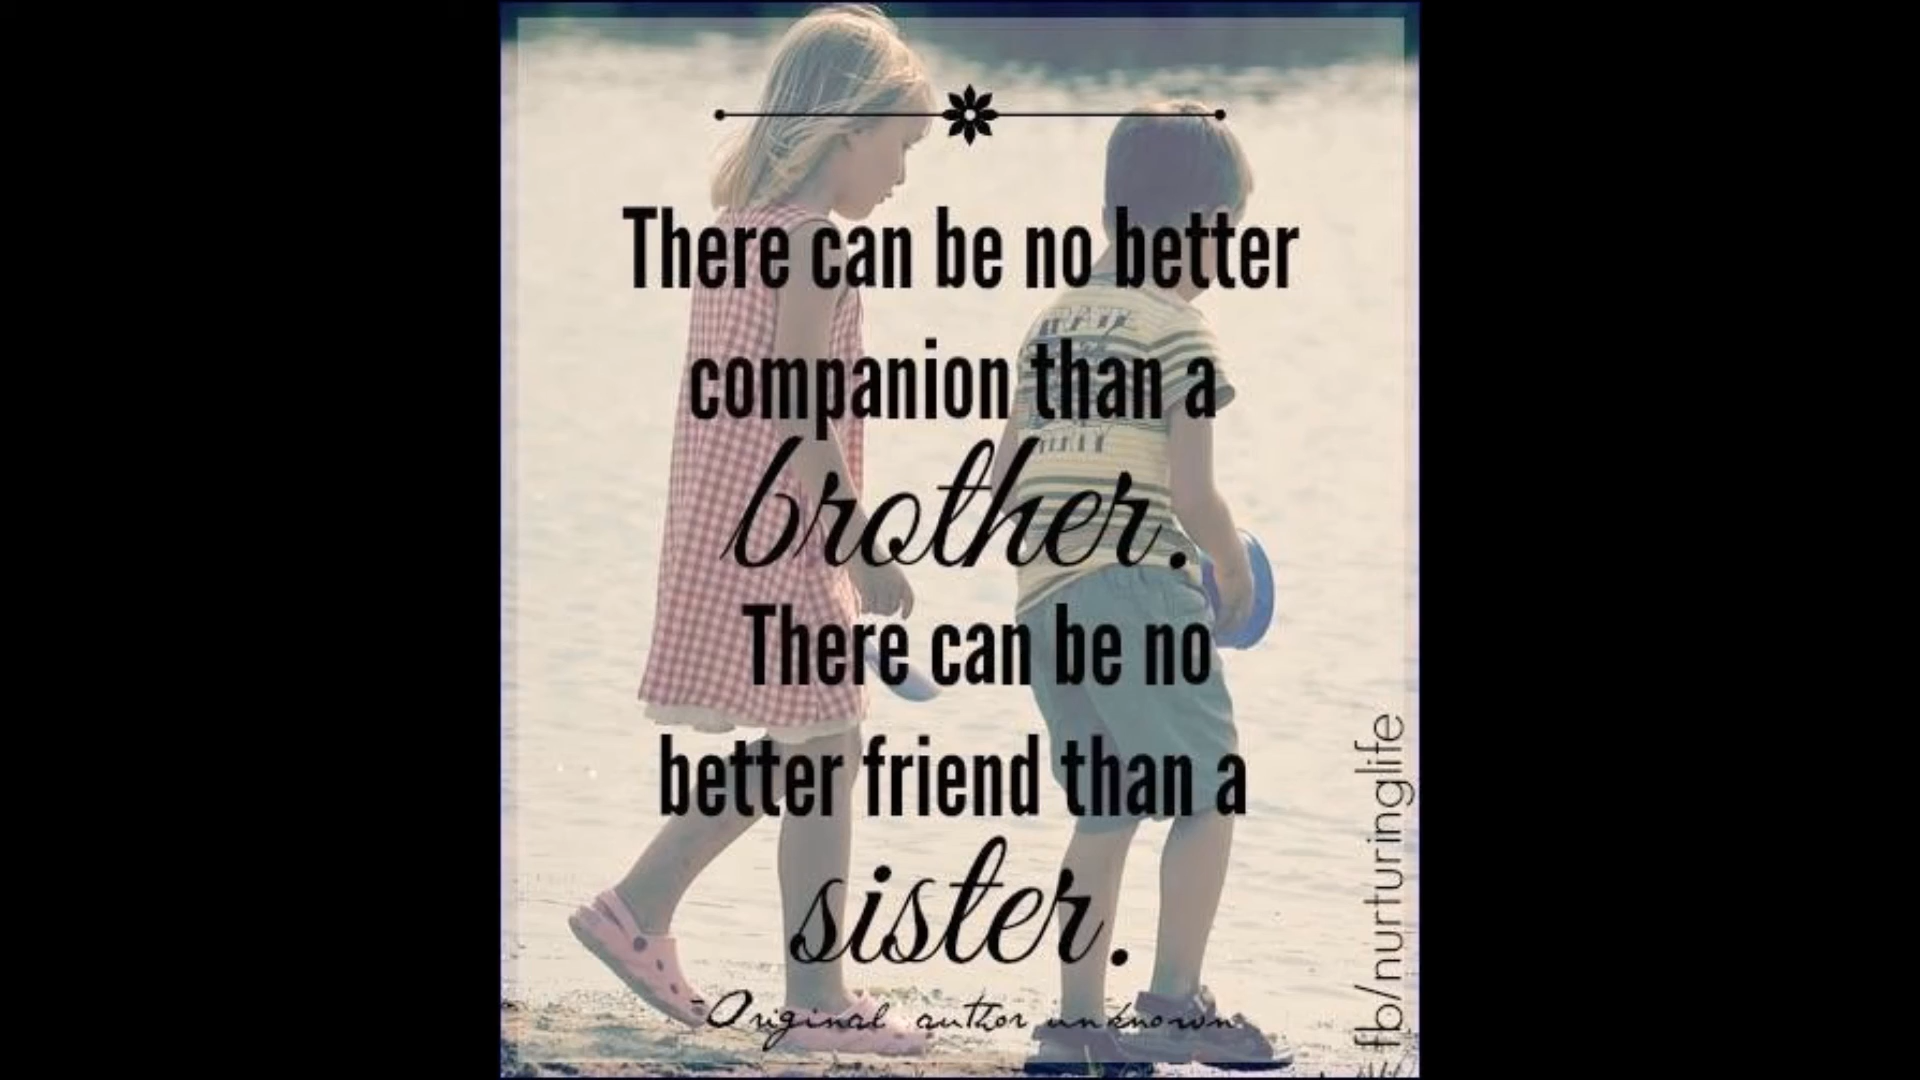 There can be no better
companion than a
brother.
There can be no
better friend than a
sister.
-Original author unknown
fb/nurturinglife